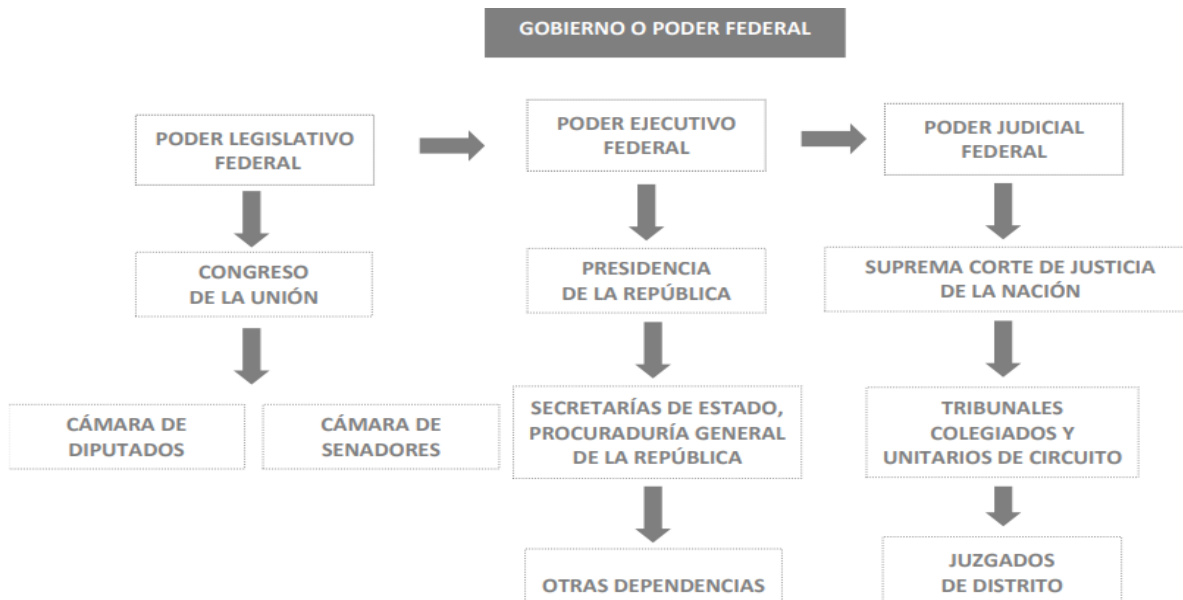 GOBIERNO O PODER FEDERAL
PODER LEGISLATIVO
FEDERAL
PODER EJECUTIVO
FEDERAL
PODER JUDICIAL
FEDERAL
CONGRESO
DE LA UNIÓN
PRESIDENCIA
DE LA REPÚBLICA
SUPREMA CORTE DE JUSTICIA
DE LA NACIÓN
CÁMARA DE
DIPUTADOS
CÁMARA DE
SENADORES
SECRETARÍAS DE ESTADO,
PROCURADURÍA GENERAL
DE LA REPÚBLICA
TRIBUNALES
COLEGIADOS Y
UNITARIOS DE CIRCUITO
OTRAS DEPENDENCIAS
JUZGADOS
DE DISTRITO